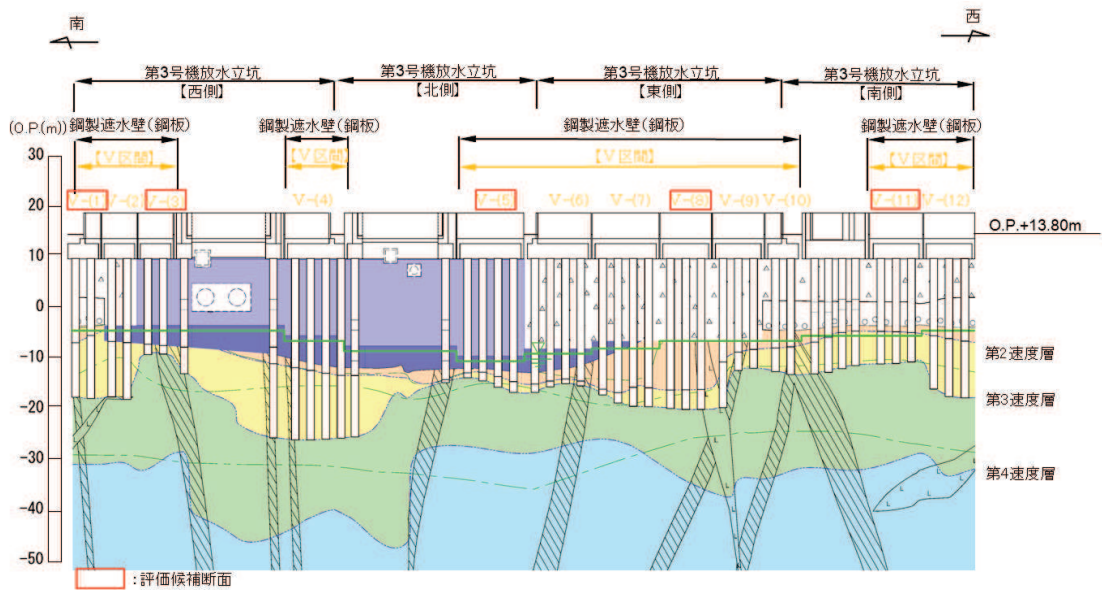 南
西
第3号機放水立坑 第3号機放水立坑 第3号機放水立坑 第3号機放水立坑
【西側】 【北側】 【東側】 【南側】
(O.P.(m)) 鋼製遮水壁(鋼板) 鋼製遮水壁(鋼板) 鋼製遮水壁(鋼板) 鋼製遮水壁(鋼板)
【V区間】 【V区間】 【V区間】 【V区間】
V-(1) V-(2) V-(3) V-(4) V-(5) V-(6) V-(7) V-(8) V-(9) V-(10) V-(11) V-(12)
O.P.+13.80m
30
20
10
0
-10
-20
-30
-40
-50
第2速度層
第3速度層
第4速度層
L L L L L L L L
:評価候補断面